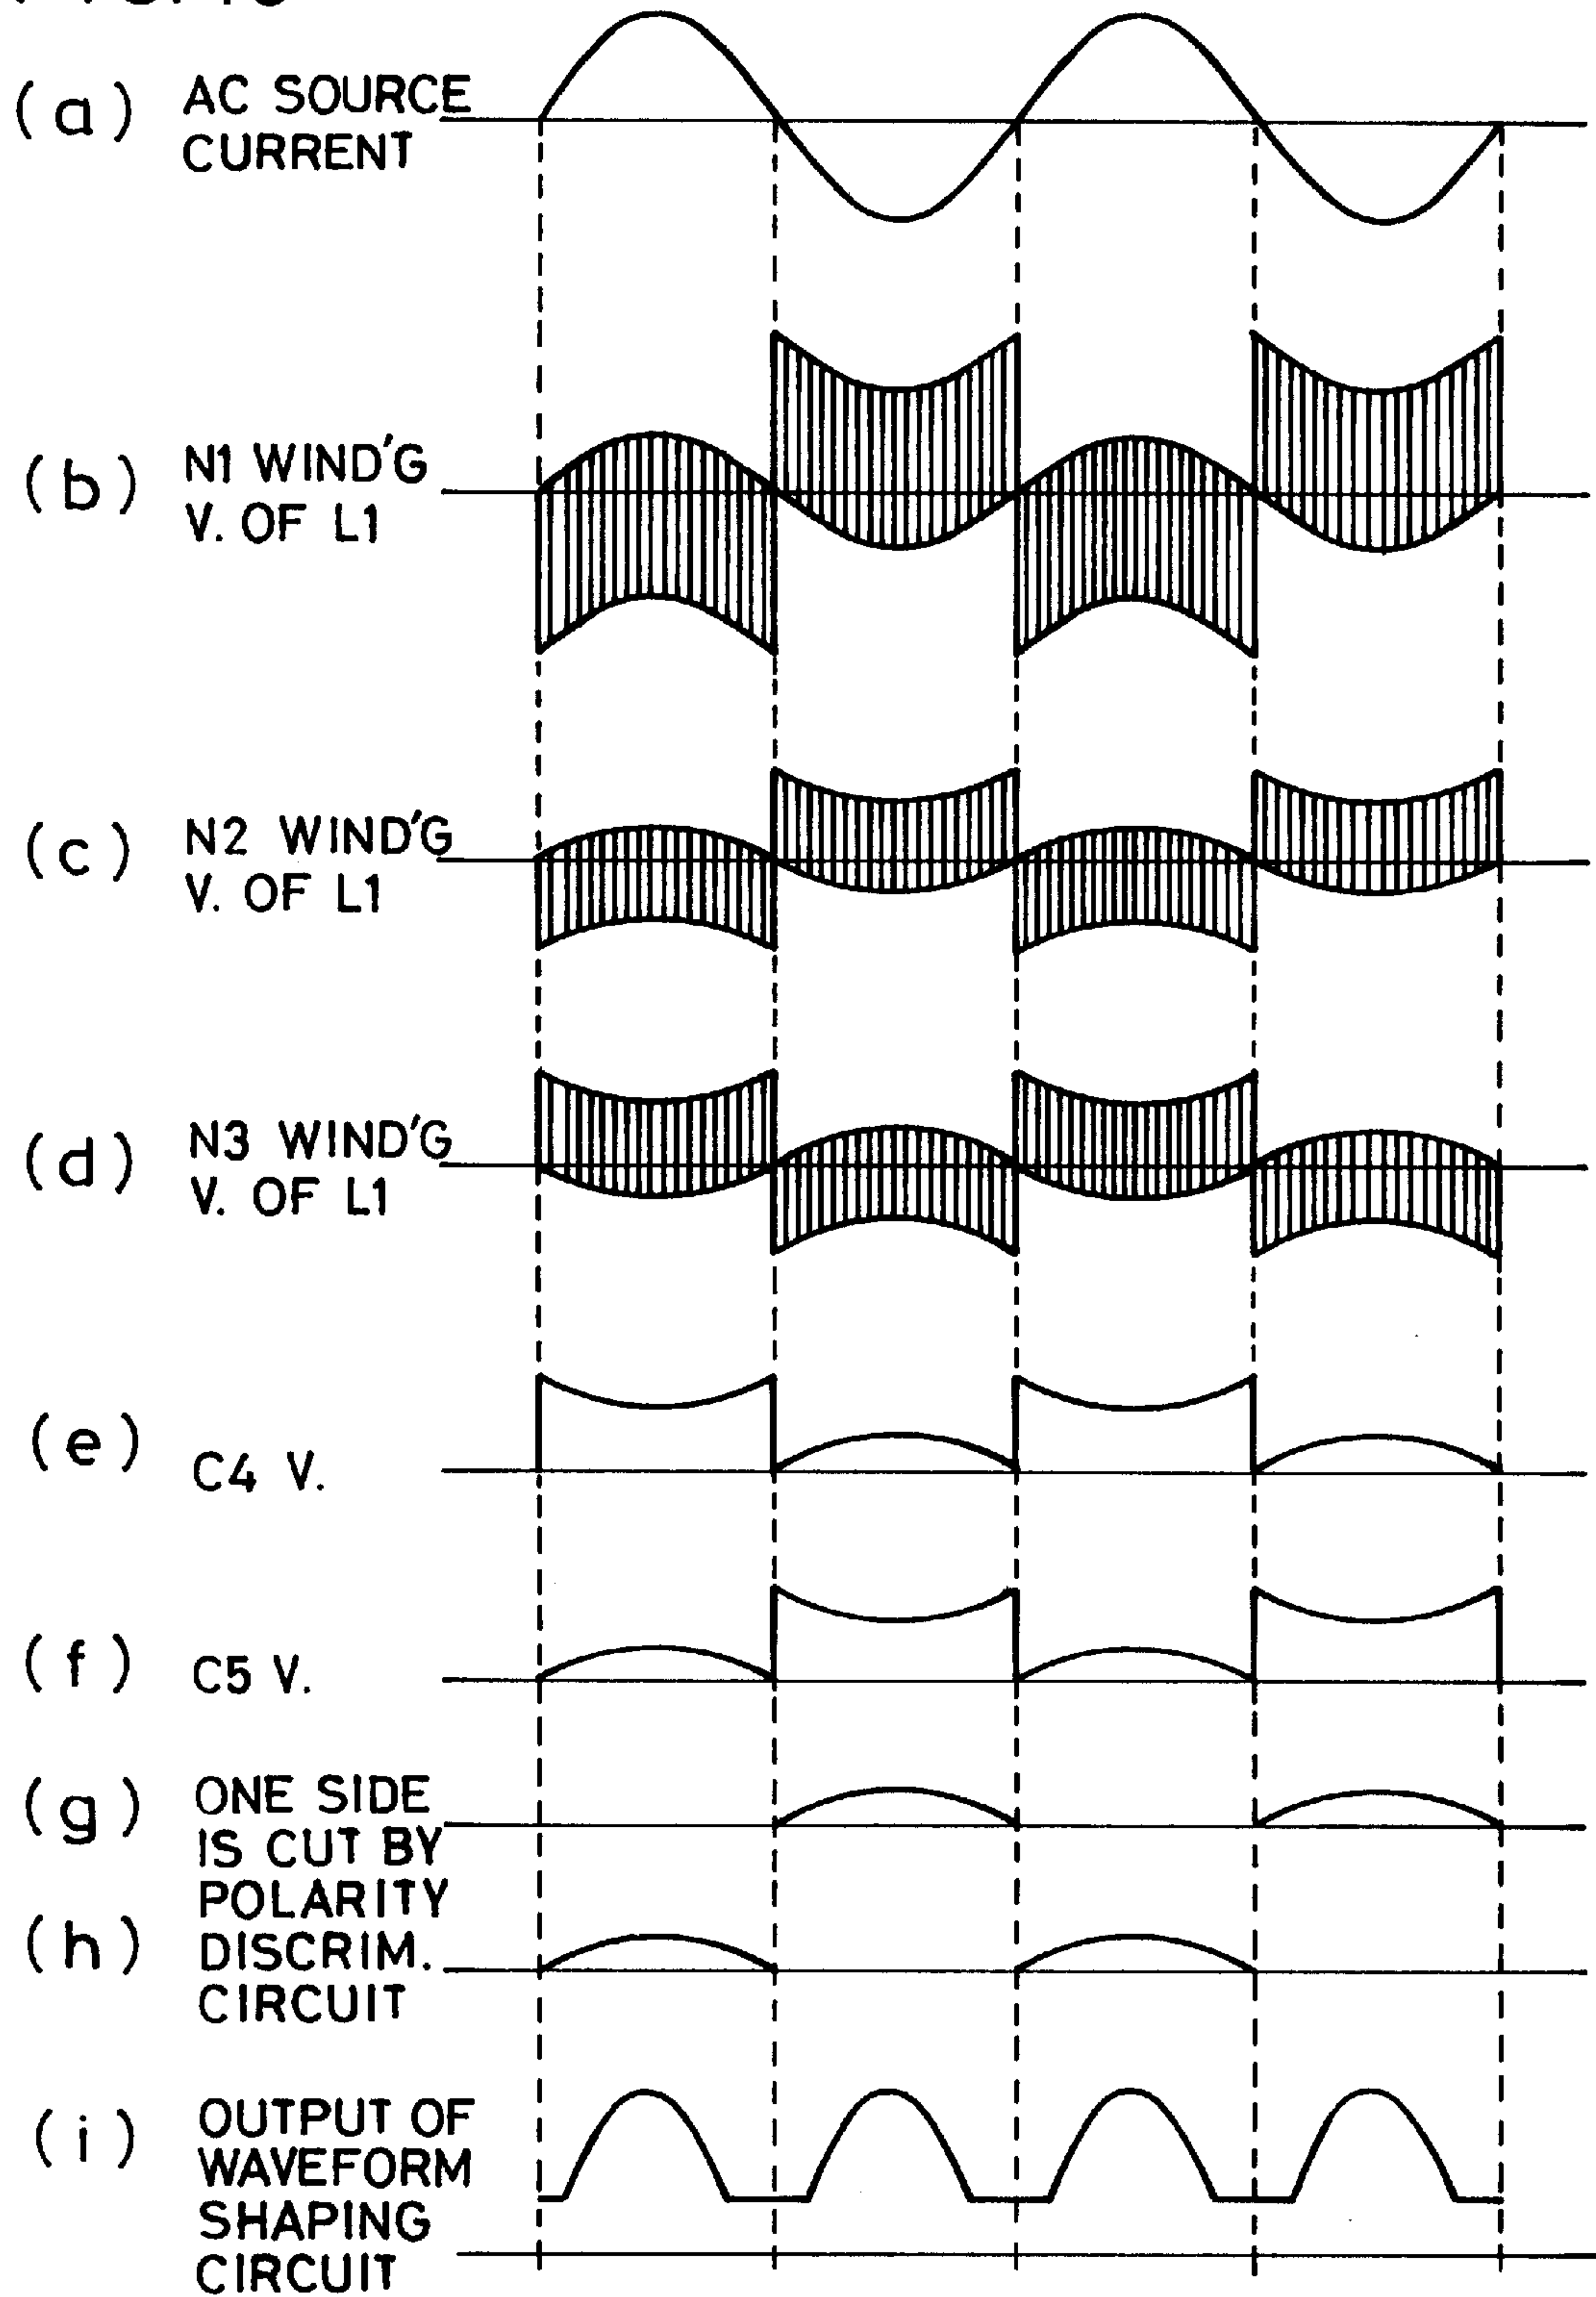 (a) AC SOURCE
CURRENT
(b) N1 WIND'G
V. OF L1
(c) N2 WIND'G
V. OF L1
(d) N3 WIND'G
V. OF L1
(e) C4 V.
(f) C5 V.
(g) ONE SIDE
IS CUT BY
POLARITY
(h) DISCRIM.
CIRCUIT
(i) OUTPUT OF
WAVEFORM
SHAPING
CIRCUIT